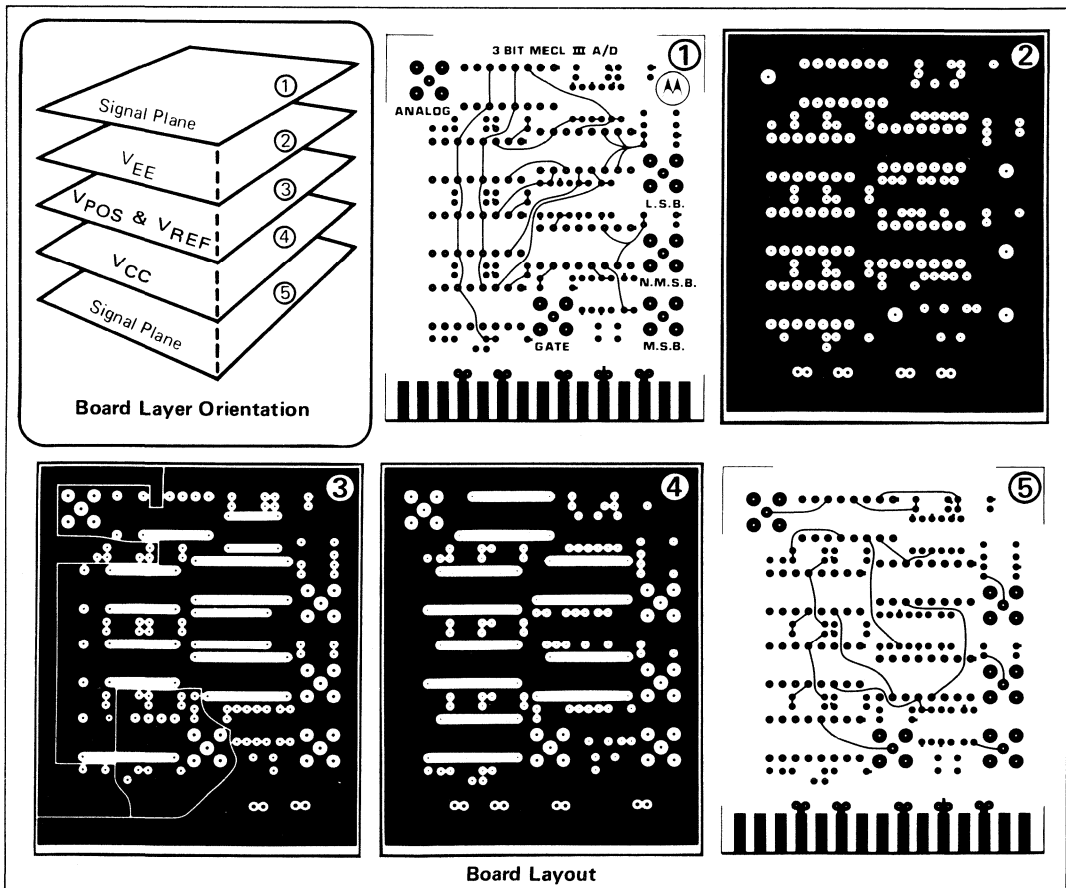 Signal Plane
①
VEE
②
VPOS & VREF
③
VCC
④
Signal Plane
⑤
Board Layer Orientation
3 BIT MECL III A/D
①
ANALOG
L.S.B.
N.M.S.B.
GATE
M.S.B.
②
③
④
⑤
Board Layout